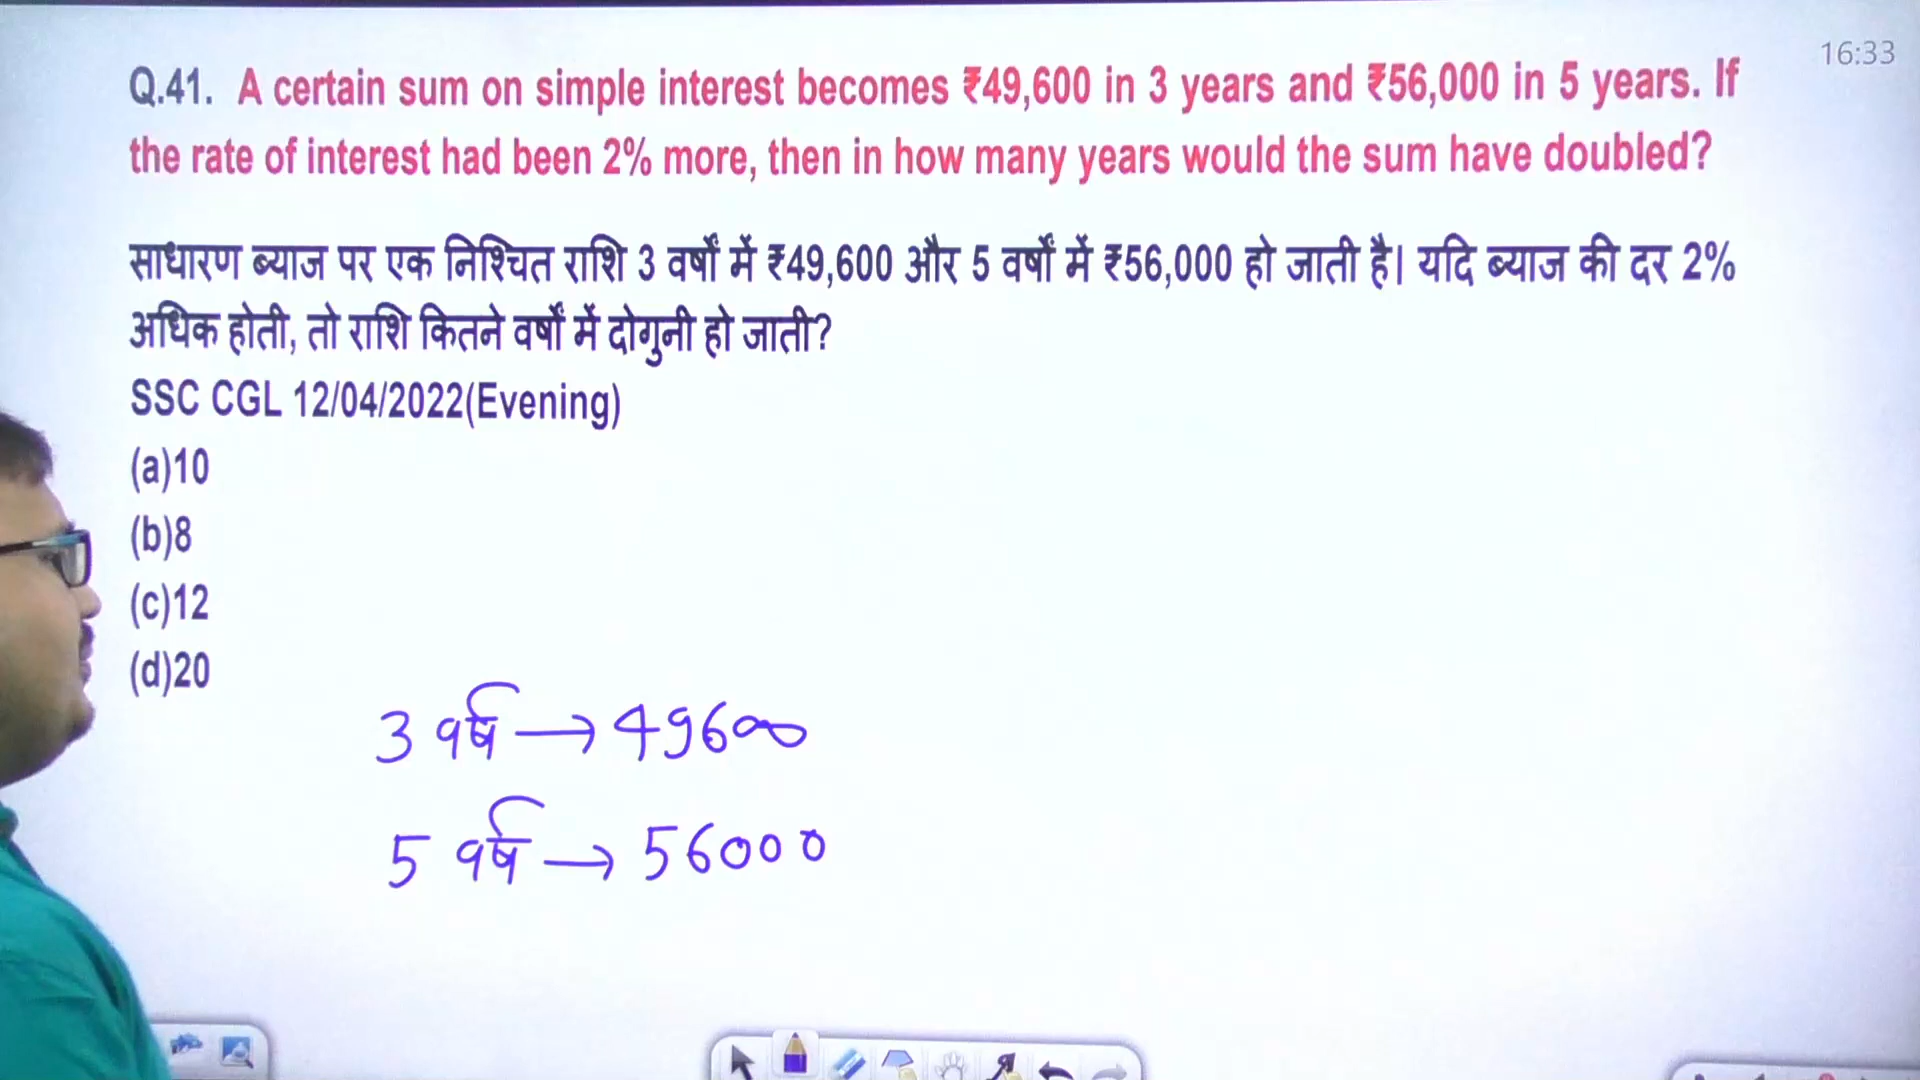 16:33
Q.41. A certain sum on simple interest becomes ₹49,600 in 3 years and ₹56,000 in 5 years. If
the rate of interest had been 2% more, then in how many years would the sum have doubled?
साधारण ब्याज पर एक निश्चित राशि 3 वर्षों में ₹49,600 और 5 वर्षों में ₹56,000 हो जाती है। यदि ब्याज की दर 2%
अधिक होती, तो राशि कितने वर्षों में दोगुनी हो जाती?
SSC CGL 12/04/2022(Evening)
(a)10
(b)8
(c)12
(d)20
3 वर्ष → 49600
5 वर्ष → 56000